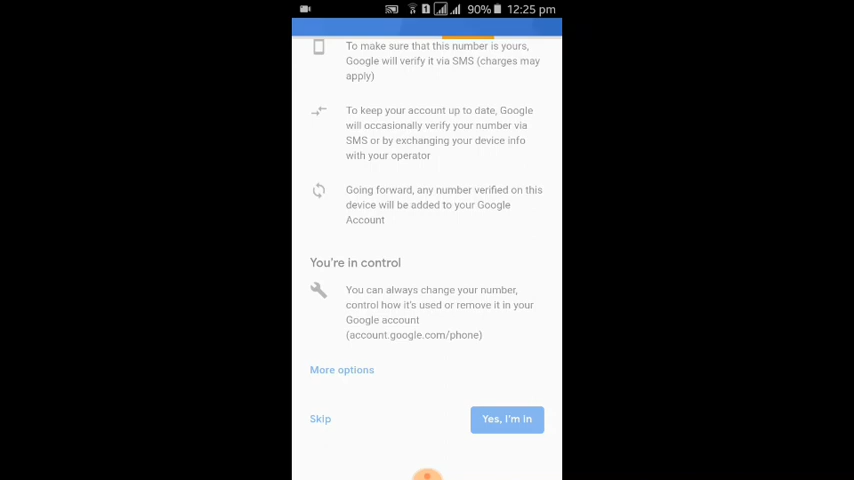 1 90% 12:25 pm
To make sure that this number is yours,
Google will verify it via SMS (charges may
apply)
To keep your account up to date, Google
will occasionally verify your number via
SMS or by exchanging your device info
with your operator
Going forward, any number verified on this
device will be added to your Google
Account
You're in control
You can always change your number,
control how it's used or remove it in your
Google account
(account.google.com/phone)
More options
Skip
Yes, I'm in